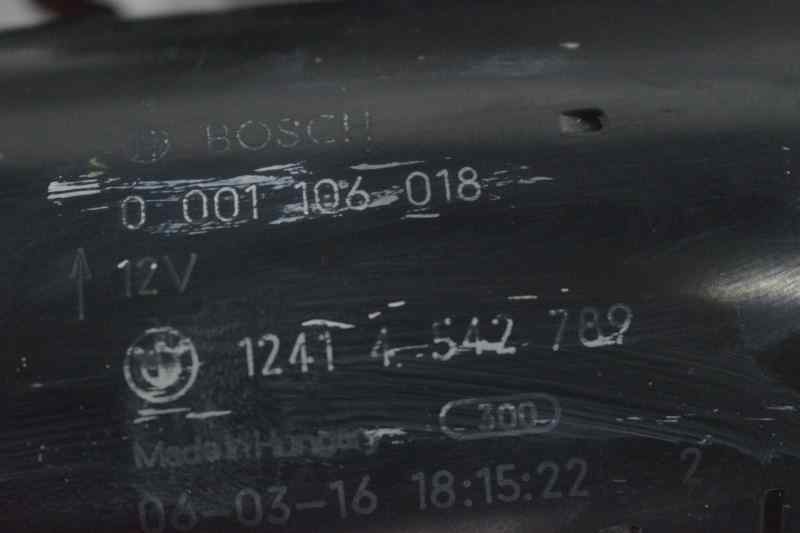 BOSCH
0 001 106 018
12V
1241 4 542 789
300
Made in Hungary
06-03-16 18:15:22 2